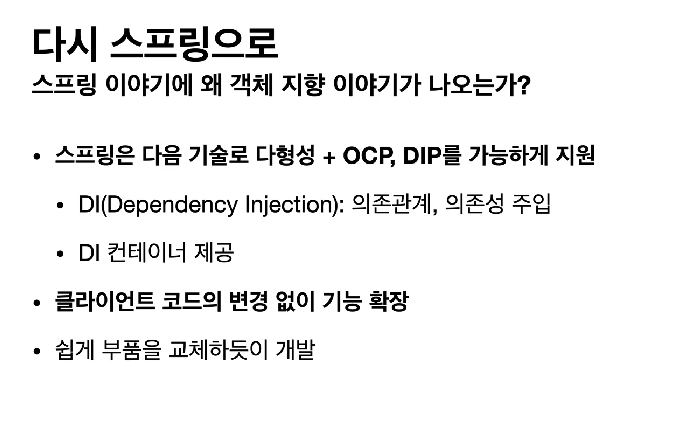 다시 스프링으로
스프링 이야기에 왜 객체 지향 이야기가 나오는가?
• 스프링은 다음 기술로 다형성 + OCP, DIP를 가능하게 지원
• DI(Dependency Injection): 의존관계, 의존성 주입
• DI 컨테이너 제공
• 클라이언트 코드의 변경 없이 기능 확장
• 쉽게 부품을 교체하듯이 개발